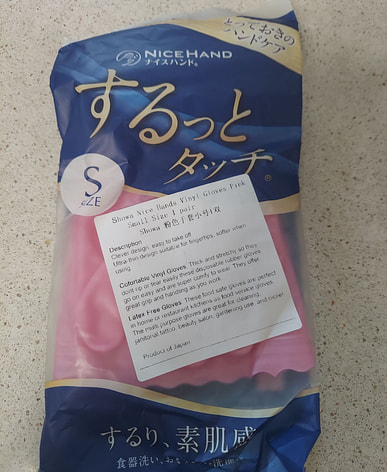 NICEHAND
ナイスハンド®
とっておきの
ハンドケア
するっと
タッチ®
S
Showa Nice Hands Vinyl Gloves Pink
Small Size 1 pair
Showa 粉色手套小号1双
Description
Clever design, easy to take off
Ultra-thin design suitable for fingertips, softer when
using
Cofortable Vinyl Gloves: Thick and stretchy so they
dont rip or tear easily these disposable rubber gloves
go on easy and are super comfy to wear. They offer
great grip and handling as you work.
Latex Free Gloves: These food safe gloves are perfect
in home or restaurant kitchens as food service gloves.
The multi purpose gloves are great for cleaning,
janitorial, tattoo, beauty salon, gardening use, and more!
Product of Japan
するり、素肌感
食器洗い、お